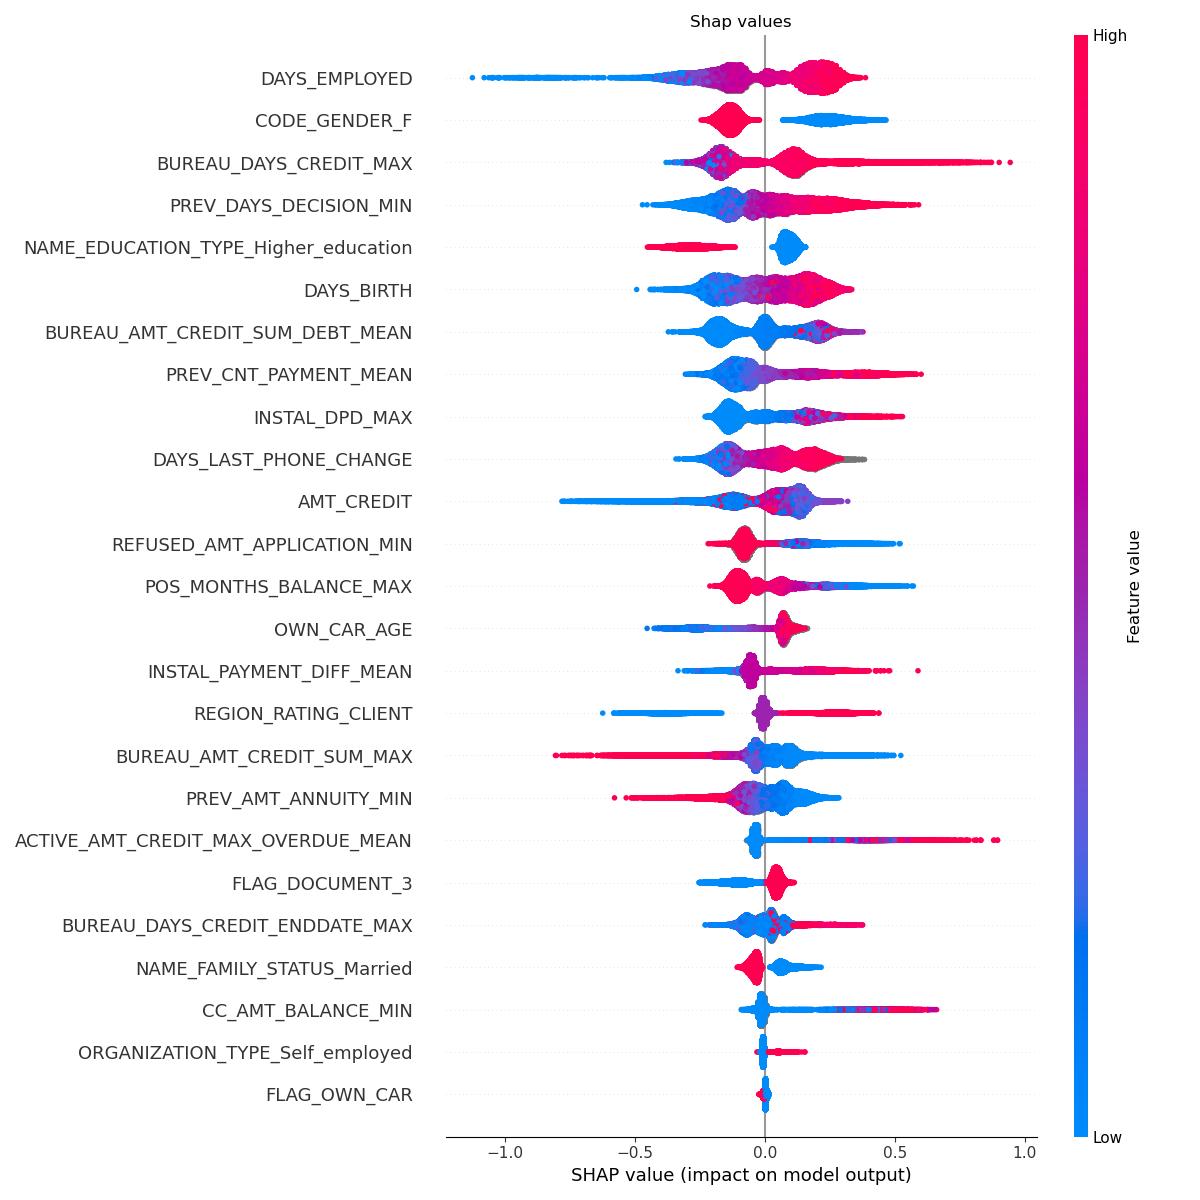 Shap values
High
DAYS_EMPLOYED
CODE_GENDER_F
BUREAU_DAYS_CREDIT_MAX
PREV_DAYS_DECISION_MIN
NAME_EDUCATION_TYPE_Higher_education
DAYS_BIRTH
BUREAU_AMT_CREDIT_SUM_DEBT_MEAN
PREV_CNT_PAYMENT_MEAN
INSTAL_DPD_MAX
DAYS_LAST_PHONE_CHANGE
AMT_CREDIT
REFUSED_AMT_APPLICATION_MIN
POS_MONTHS_BALANCE_MAX
OWN_CAR_AGE
INSTAL_PAYMENT_DIFF_MEAN
REGION_RATING_CLIENT
BUREAU_AMT_CREDIT_SUM_MAX
PREV_AMT_ANNUITY_MIN
ACTIVE_AMT_CREDIT_MAX_OVERDUE_MEAN
FLAG_DOCUMENT_3
BUREAU_DAYS_CREDIT_ENDDATE_MAX
NAME_FAMILY_STATUS_Married
CC_AMT_BALANCE_MIN
ORGANIZATION_TYPE_Self_employed
FLAG_OWN_CAR
Feature value
Low
−1.0 −0.5 0.0 0.5 1.0
SHAP value (impact on model output)